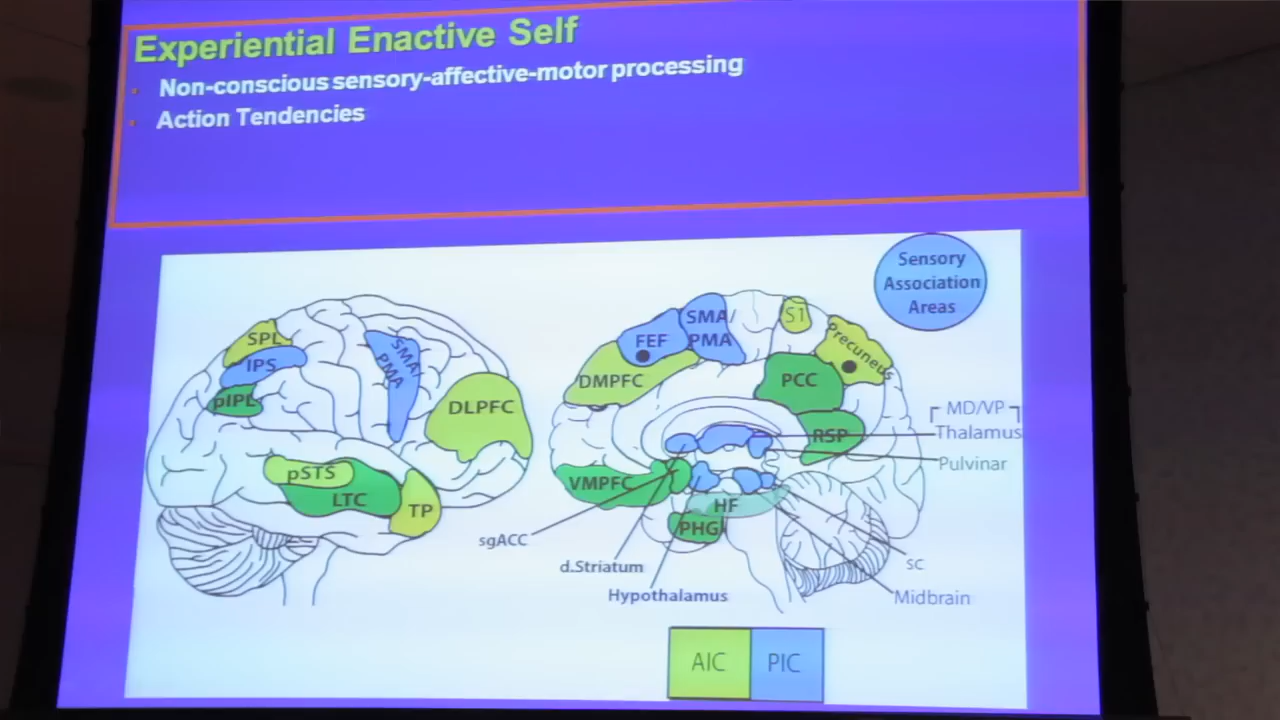 Experiential Enactive Self
Non-conscious sensory-affective-motor processing
Action Tendencies
Sensory
Association
Areas
SPL
IPS
pIPL
SMA/
PMA
DLPFC
pSTS
LTC
TP
SMA/
PMA
FEF
DMPFC
S1
Precuneus
PCC
RSP
MD/VP
Thalamus
Pulvinar
VMPFC
HF
PHG
sgACC
d.Striatum
Hypothalamus
SC
Midbrain
AIC
PIC